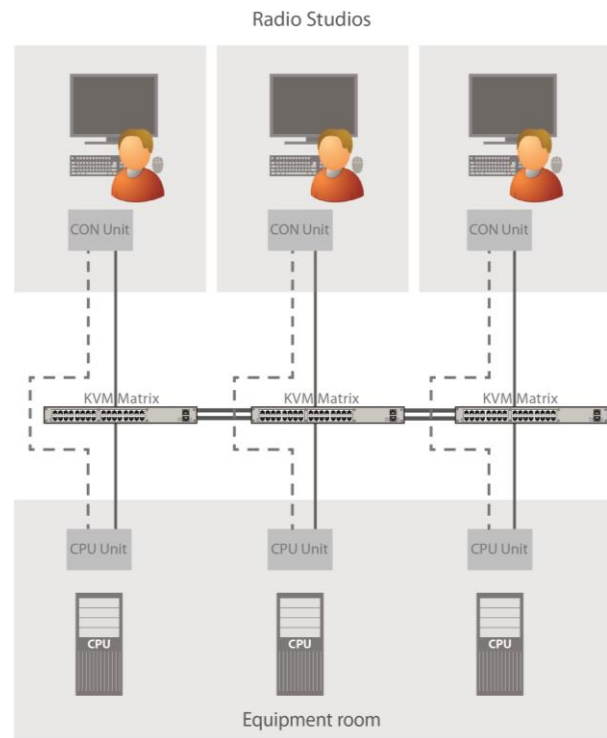 Radio Studios
CON Unit
CON Unit
CON Unit
KVM Matrix
KVM Matrix
KVM Matrix
CPU Unit
CPU Unit
CPU Unit
CPU
CPU
CPU
Equipment room